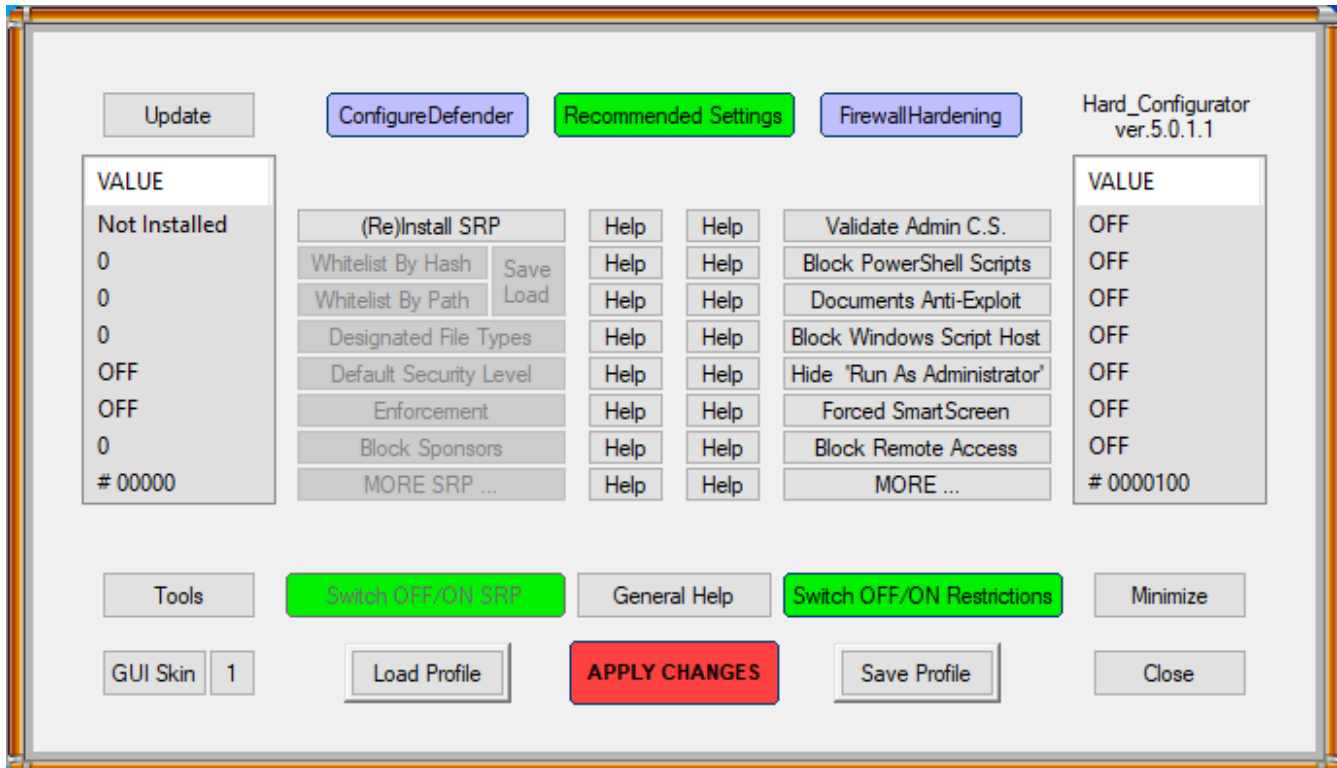 Update ConfigureDefender Recommended Settings FirewallHardening Hard_Configurator
ver.5.0.1.1
VALUE VALUE
Not Installed (Re)Install SRP Help Help Validate Admin C.S. OFF
0 Whitelist By Hash Save Help Help Block PowerShell Scripts OFF
0 Whitelist By Path Load Help Help Documents Anti-Exploit OFF
0 Designated File Types Help Help Block Windows Script Host OFF
OFF Default Security Level Help Help Hide "Run As Administrator" OFF
OFF Enforcement Help Help Forced SmartScreen OFF
0 Block Sponsors Help Help Block Remote Access OFF
# 00000 MORE SRP ... Help Help MORE ... # 0000100
Tools Switch OFF/ON SRP General Help Switch OFF/ON Restrictions Minimize
GUI Skin 1 Load Profile APPLY CHANGES Save Profile Close